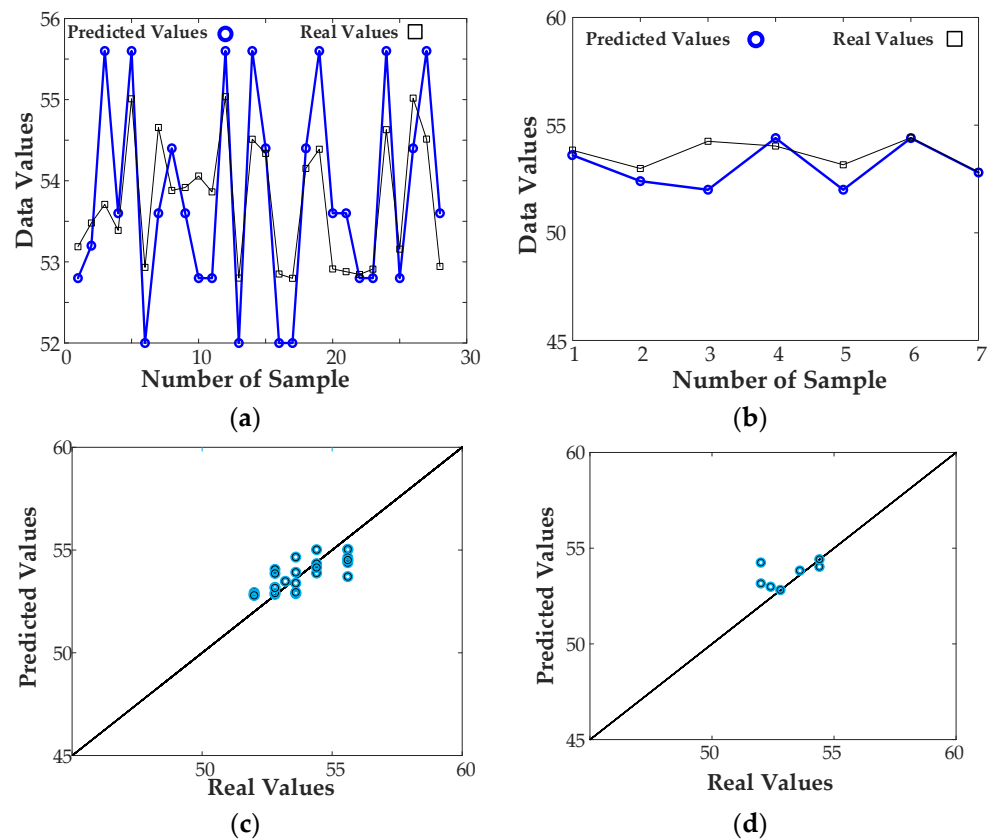 56
Predicted Values Real Values
55
54
53
52
0 10 20 30
Data Values
Number of Sample
(a)
60
Predicted Values Real Values
55
50
45
1 2 3 4 5 6 7
Data Values
Number of Sample
(b)
60
55
50
45
50 55 60
Predicted Values
Real Values
(c)
60
55
50
45
50 55 60
Predicted Values
Real Values
(d)